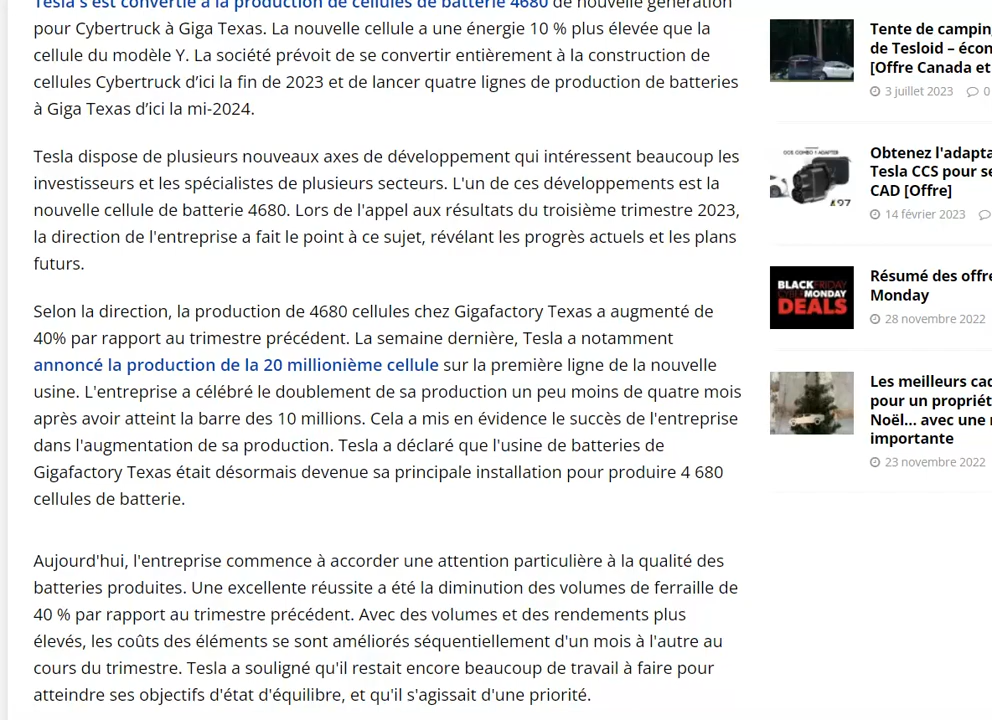 Tesla s'est convertie à la production de cellules de batterie 4680 de nouvelle génération
pour Cybertruck à Giga Texas. La nouvelle cellule a une énergie 10 % plus élevée que la
cellule du modèle Y. La société prévoit de se convertir entièrement à la construction de
cellules Cybertruck d’ici la fin de 2023 et de lancer quatre lignes de production de batteries
à Giga Texas d’ici la mi-2024.
Tesla dispose de plusieurs nouveaux axes de développement qui intéressent beaucoup les
investisseurs et les spécialistes de plusieurs secteurs. L'un de ces développements est la
nouvelle cellule de batterie 4680. Lors de l'appel aux résultats du troisième trimestre 2023,
la direction de l'entreprise a fait le point à ce sujet, révélant les progrès actuels et les plans
futurs.
Selon la direction, la production de 4680 cellules chez Gigafactory Texas a augmenté de
40% par rapport au trimestre précédent. La semaine dernière, Tesla a notamment
annoncé la production de la 20 millionième cellule sur la première ligne de la nouvelle
usine. L'entreprise a célébré le doublement de sa production un peu moins de quatre mois
après avoir atteint la barre des 10 millions. Cela a mis en évidence le succès de l'entreprise
dans l'augmentation de sa production. Tesla a déclaré que l'usine de batteries de
Gigafactory Texas était désormais devenue sa principale installation pour produire 4 680
cellules de batterie.
Aujourd'hui, l'entreprise commence à accorder une attention particulière à la qualité des
batteries produites. Une excellente réussite a été la diminution des volumes de ferraille de
40 % par rapport au trimestre précédent. Avec des volumes et des rendements plus
élevés, les coûts des éléments se sont améliorés séquentiellement d'un mois à l'autre au
cours du trimestre. Tesla a souligné qu'il restait encore beaucoup de travail à faire pour
atteindre ses objectifs d'état d'équilibre, et qu'il s'agissait d'une priorité.
Tente de camping
de Tesloid – écon
[Offre Canada et
3 juillet 2023 0
CCS COMBO 1 ADAPTER
Obtenez l'adapta
Tesla CCS pour se
CAD [Offre]
14 février 2023
BLACK FRIDAY
CYBER MONDAY
DEALS
Résumé des offre
Monday
28 novembre 2022
Les meilleurs cad
pour un propriét
Noël... avec une r
importante
23 novembre 2022